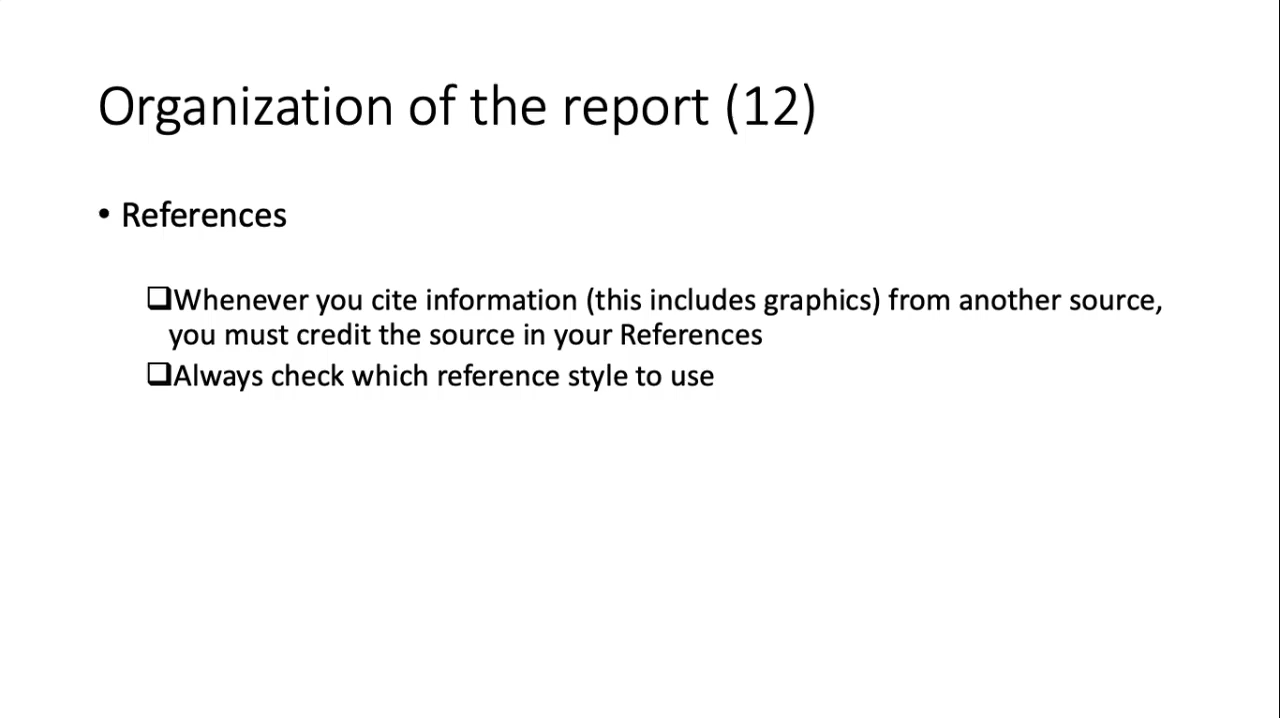 Organization of the report (12)
• References
❑Whenever you cite information (this includes graphics) from another source,
you must credit the source in your References
❑Always check which reference style to use